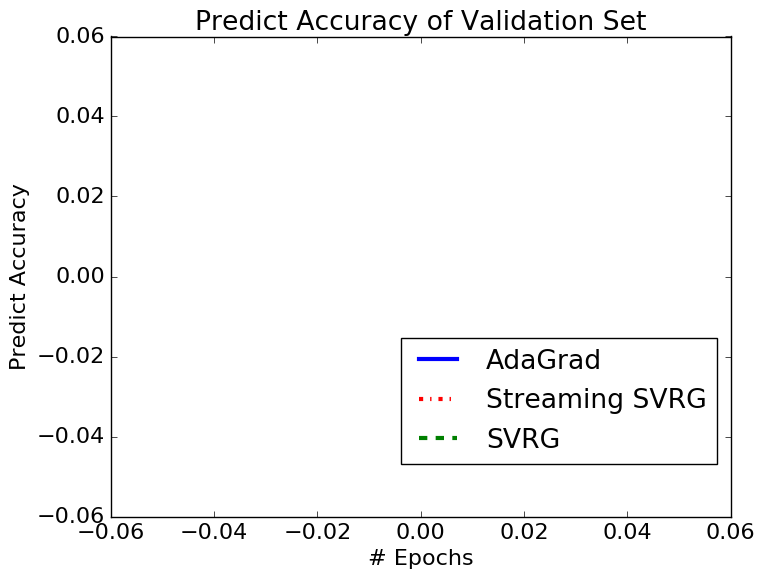 Predict Accuracy of Validation Set
0.06
0.04
0.02
0.00
−0.02
−0.04
−0.06
Predict Accuracy
AdaGrad
Streaming SVRG
SVRG
−0.06 −0.04 −0.02 0.00 0.02 0.04 0.06
# Epochs